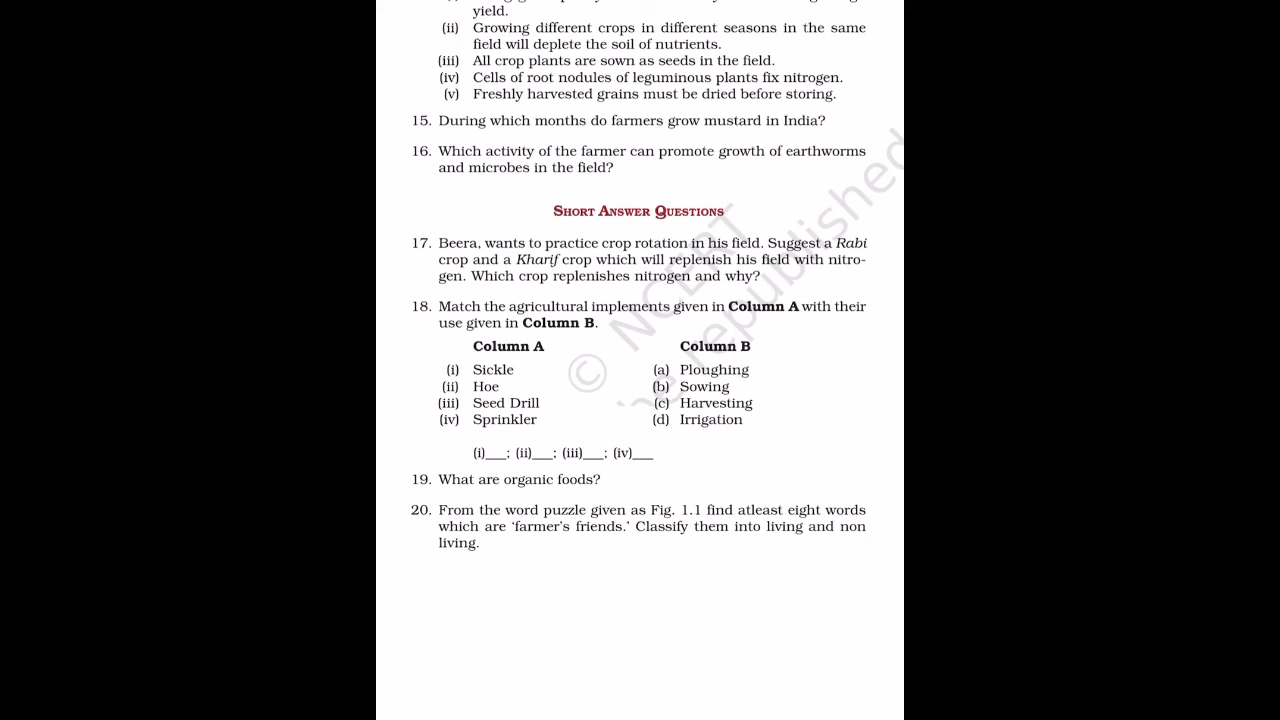 yield.
(ii) Growing different crops in different seasons in the same
field will deplete the soil of nutrients.
(iii) All crop plants are sown as seeds in the field.
(iv) Cells of root nodules of leguminous plants fix nitrogen.
(v) Freshly harvested grains must be dried before storing.
15. During which months do farmers grow mustard in India?
16. Which activity of the farmer can promote growth of earthworms
and microbes in the field?
SHORT ANSWER QUESTIONS
17. Beera, wants to practice crop rotation in his field. Suggest a Rabi
crop and a Kharif crop which will replenish his field with nitro-
gen. Which crop replenishes nitrogen and why?
18. Match the agricultural implements given in Column A with their
use given in Column B.
Column A Column B
(i) Sickle (a) Ploughing
(ii) Hoe (b) Sowing
(iii) Seed Drill (c) Harvesting
(iv) Sprinkler (d) Irrigation
(i)___; (ii)___; (iii)___; (iv)___
19. What are organic foods?
20. From the word puzzle given as Fig. 1.1 find atleast eight words
which are ‘farmer’s friends.’ Classify them into living and non
living.
© NCERT
be republished